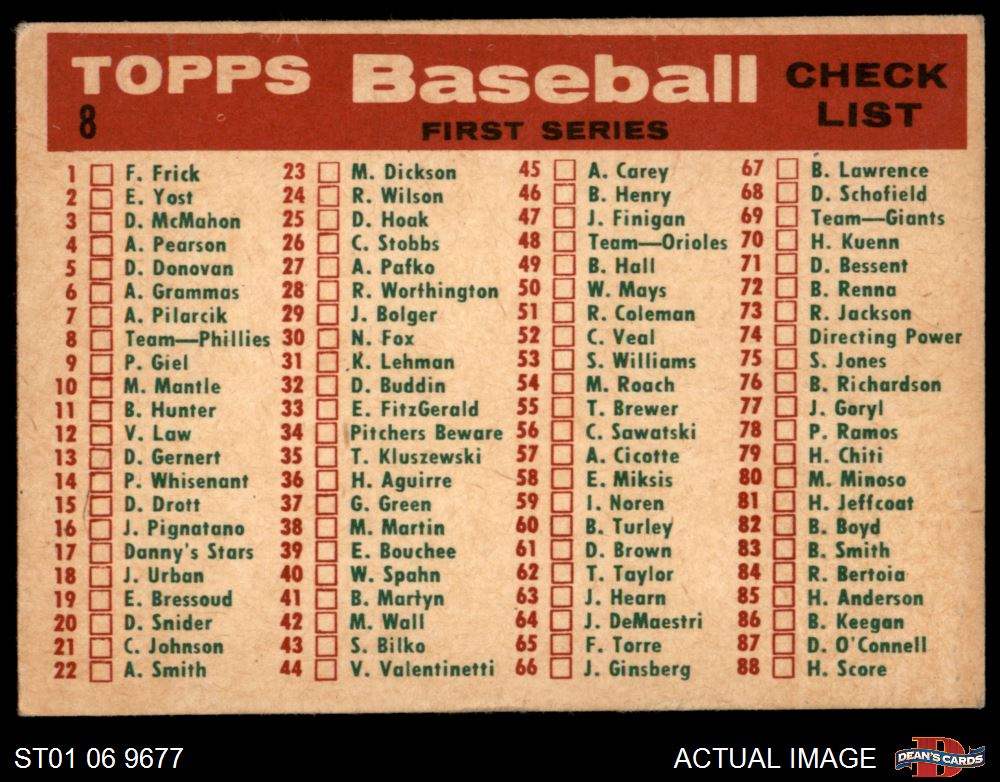 TOPPS Baseball CHECK LIST
8 FIRST SERIES
1 F. Frick
2 E. Yost
3 D. McMahon
4 A. Pearson
5 D. Donovan
6 A. Grammas
7 A. Pilarcik
8 Team—Phillies
9 P. Giel
10 M. Mantle
11 B. Hunter
12 V. Law
13 D. Gernert
14 P. Whisenant
15 D. Drott
16 J. Pignatano
17 Danny's Stars
18 J. Urban
19 E. Bressoud
20 D. Snider
21 C. Johnson
22 A. Smith
23 M. Dickson
24 R. Wilson
25 D. Hoak
26 C. Stobbs
27 A. Pafko
28 R. Worthington
29 J. Bolger
30 N. Fox
31 K. Lehman
32 D. Buddin
33 E. FitzGerald
34 Pitchers Beware
35 T. Kluszewski
36 H. Aguirre
37 G. Green
38 M. Martin
39 E. Bouchee
40 W. Spahn
41 B. Martyn
42 M. Wall
43 S. Bilko
44 V. Valentinetti
45 A. Carey
46 B. Henry
47 J. Finigan
48 Team—Orioles
49 B. Hall
50 W. Mays
51 R. Coleman
52 C. Veal
53 S. Williams
54 M. Roach
55 T. Brewer
56 C. Sawatski
57 A. Cicotte
58 E. Miksis
59 I. Noren
60 B. Turley
61 D. Brown
62 T. Taylor
63 J. Hearn
64 J. DeMaestri
65 F. Torre
66 J. Ginsberg
67 B. Lawrence
68 D. Schofield
69 Team—Giants
70 H. Kuenn
71 D. Bessent
72 B. Renna
73 R. Jackson
74 Directing Power
75 S. Jones
76 B. Richardson
77 J. Goryl
78 P. Ramos
79 H. Chiti
80 M. Minoso
81 H. Jeffcoat
82 B. Boyd
83 B. Smith
84 R. Bertoia
85 H. Anderson
86 B. Keegan
87 D. O'Connell
88 H. Score
ST01 06 9677
ACTUAL IMAGE
D DEAN'S CARDS